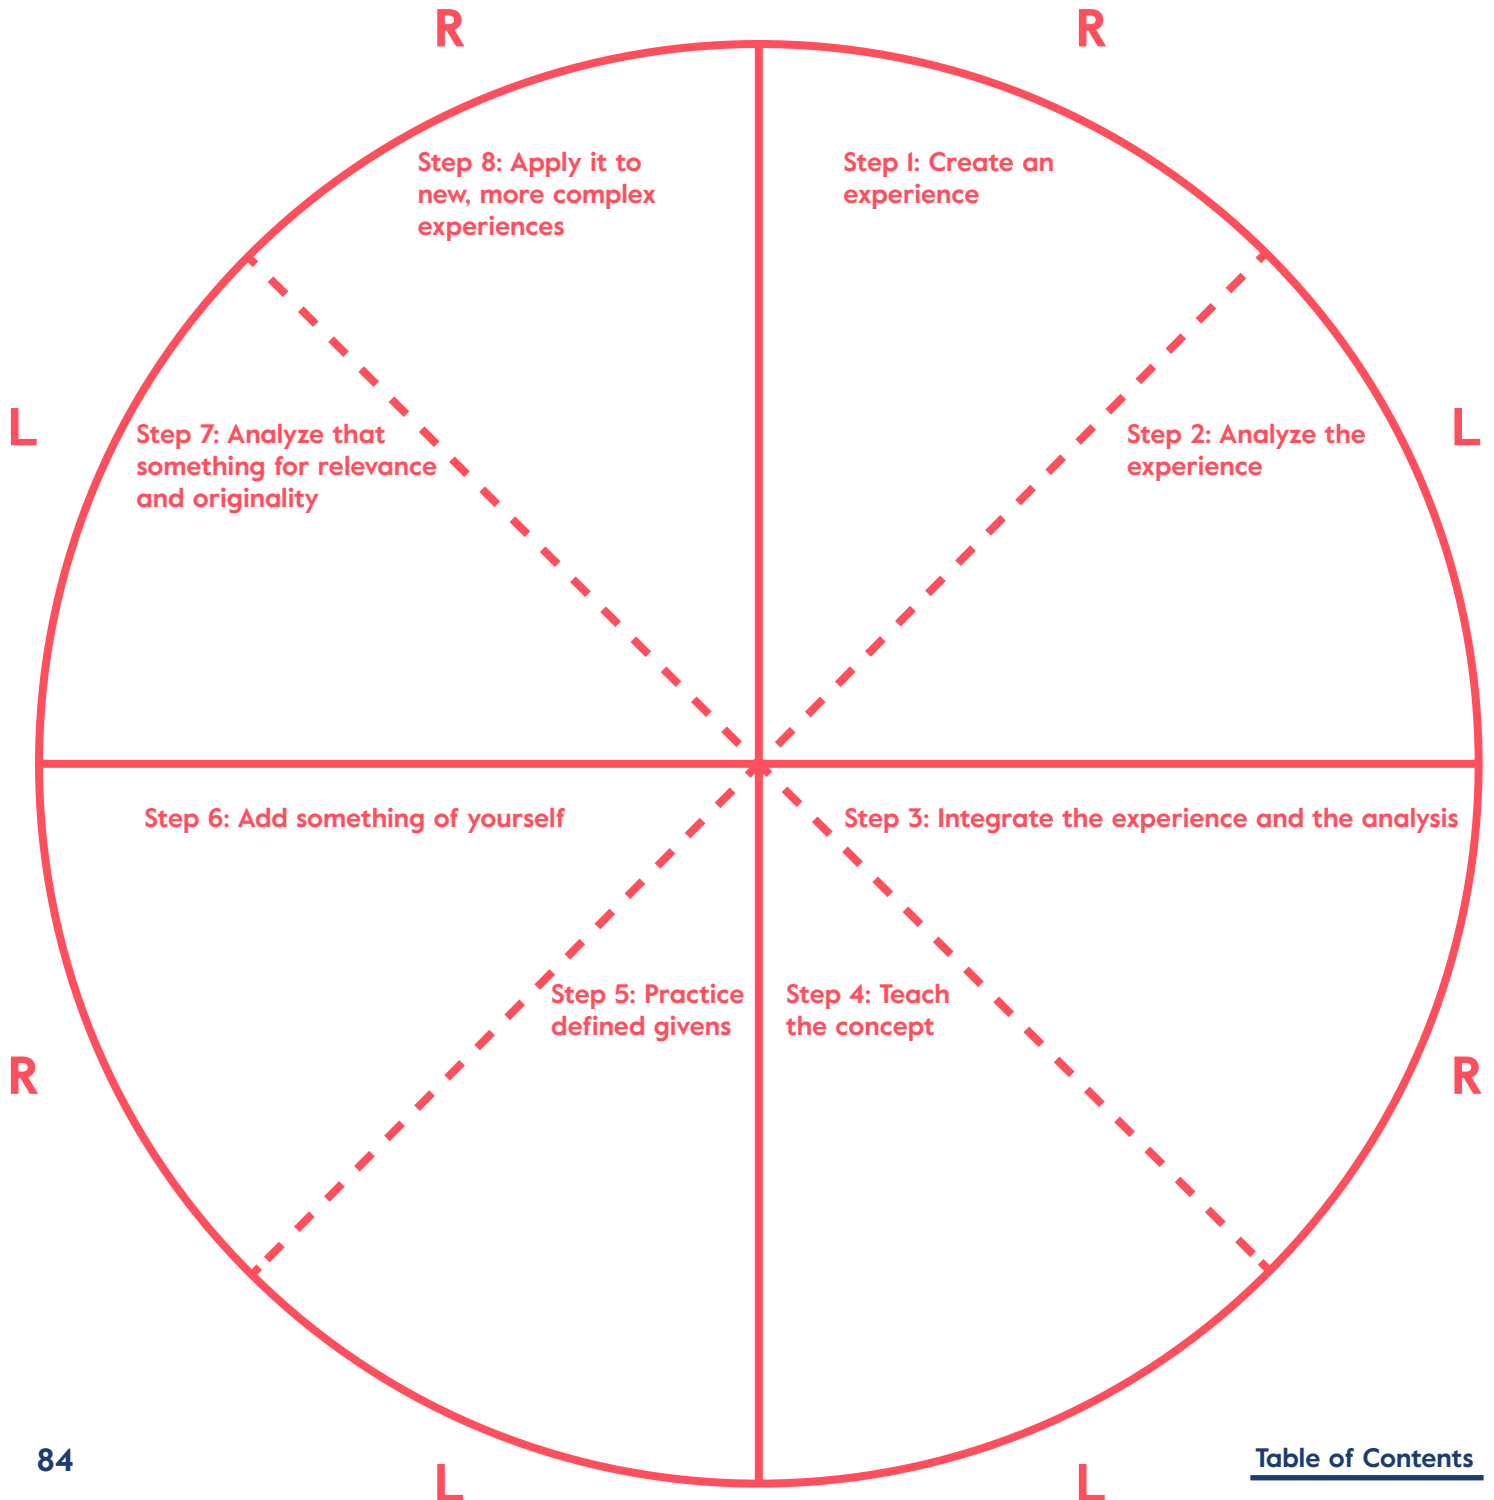 R
R
Step 8: Apply it to
new, more complex
experiences
Step 1: Create an
experience
L
L
Step 7: Analyze that
something for relevance
and originality
Step 2: Analyze the
experience
Step 6: Add something of yourself
Step 3: Integrate the experience and the analysis
Step 5: Practice
defined givens
Step 4: Teach
the concept
R
R
84
L
L
Table of Contents